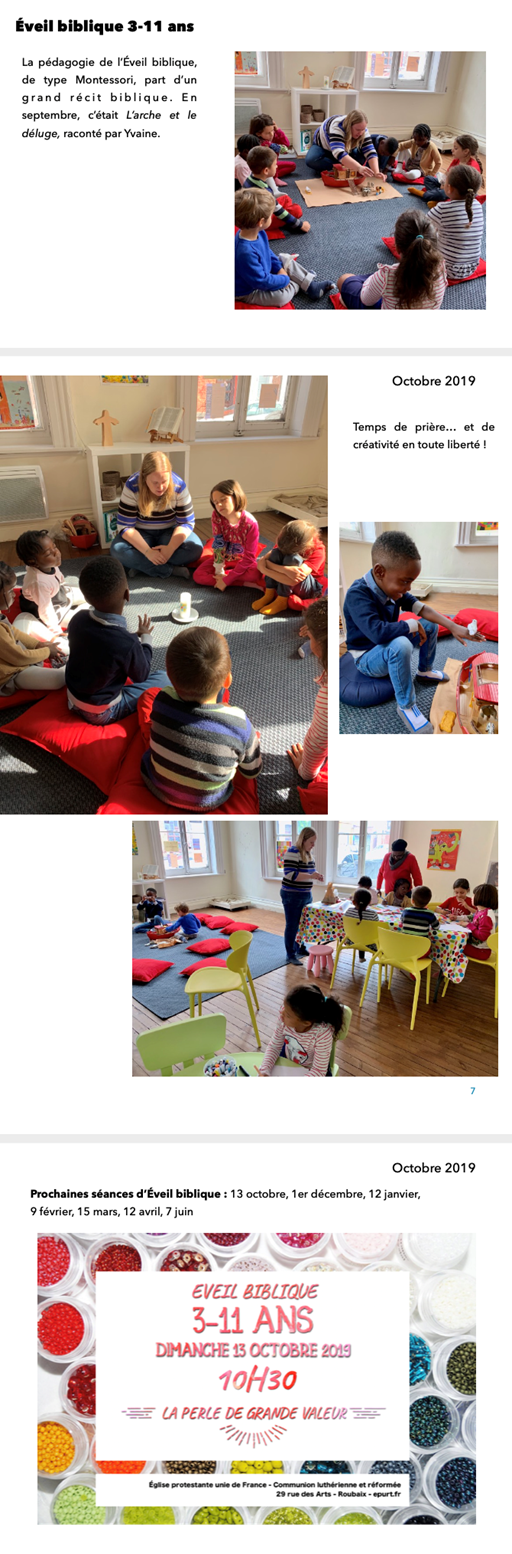 Éveil biblique 3-11 ans
La pédagogie de l’Éveil biblique,
de type Montessori, part d’un
grand récit biblique. En
septembre, c’était L’arche et le
déluge, raconté par Yvaine.
Octobre 2019
Temps de prière… et de
créativité en toute liberté !
7
Octobre 2019
Prochaines séances d’Éveil biblique : 13 octobre, 1er décembre, 12 janvier,
9 février, 15 mars, 12 avril, 7 juin
EVEIL BIBLIQUE
3-11 ANS
DIMANCHE 13 OCTOBRE 2019
10H30
LA PERLE DE GRANDE VALEUR
Église protestante unie de France - Communion luthérienne et réformée
29 rue des Arts - Roubaix - epurt.fr